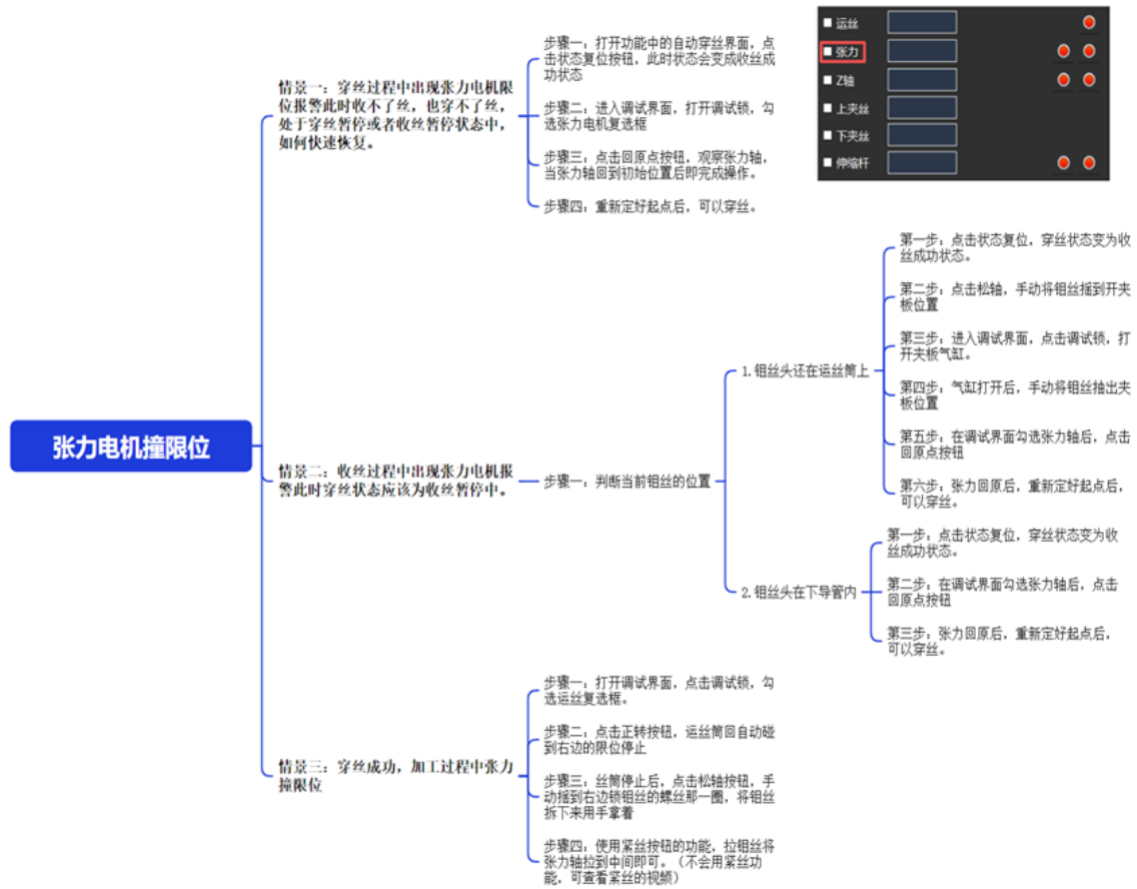 运丝
张力
Z轴
上夹丝
下夹丝
伸缩杆
张力电机撞限位
情景一：穿丝过程中出现张力电机限
位报警此时收不了丝，也穿不了丝，
处于穿丝暂停或者收丝暂停状态中，
如何快速恢复。
步骤一：打开功能中的自动穿丝界面，点
击状态复位按钮，此时状态会变成收丝成
功状态
步骤二：进入调试界面，打开调试锁，勾
选张力电机复选框
步骤三：点击回原点按钮，观察张力轴，
当张力轴回到初始位置后即完成操作。
步骤四：重新定好起点后，可以穿丝。
情景二：收丝过程中出现张力电机报
警此时穿丝状态应该为收丝暂停中。
步骤一：判断当前钼丝的位置
1.钼丝头还在运丝筒上
第一步：点击状态复位，穿丝状态变为收
丝成功状态。
第二步：点击松轴，手动将钼丝摇到开夹
板位置
第三步：进入调试界面，点击调试锁，打
开夹板气缸。
第四步：气缸打开后，手动将钼丝抽出夹
板位置
第五步：在调试界面勾选张力轴后，点击
回原点按钮
第六步：张力回原后，重新定好起点后，
可以穿丝。
2.钼丝头在下导管内
第一步：点击状态复位，穿丝状态变为收
丝成功状态。
第二步：在调试界面勾选张力轴后，点击
回原点按钮
第三步：张力回原后，重新定好起点后，
可以穿丝。
情景三：穿丝成功，加工过程中张力
撞限位
步骤一：打开调试界面，点击调试锁，勾
选运丝复选框。
步骤二：点击正转按钮，运丝筒回自动碰
到右边的限位停止
步骤三：丝筒停止后，点击松轴按钮，手
动摇到右边锁钼丝的螺丝那一圈，将钼丝
拆下来用手拿着
步骤四：使用紧丝按钮的功能，拉钼丝将
张力轴拉到中间即可。（不会用紧丝功
能，可查看紧丝的视频）